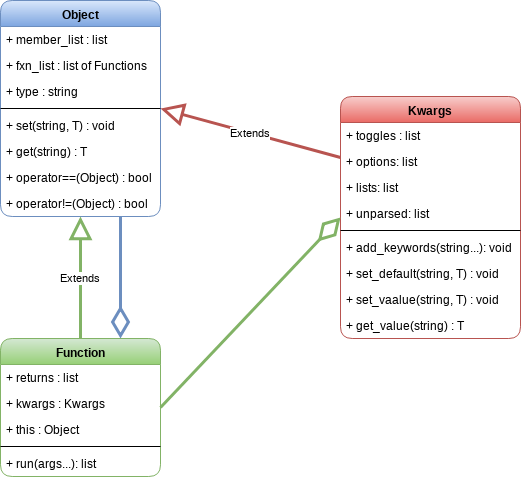 Object
+ member_list : list
+ fxn_list : list of Functions
+ type : string
+ set(string, T) : void
+ get(string) : T
+ operator==(Object) : bool
+ operator!=(Object) : bool
Extends
Kwargs
+ toggles : list
+ options: list
+ lists: list
+ unparsed: list
+ add_keywords(string...): void
+ set_default(string, T) : void
+ set_vaalue(string, T) : void
+ get_value(string) : T
Extends
Function
+ returns : list
+ kwargs : Kwargs
+ this : Object
+ run(args...): list